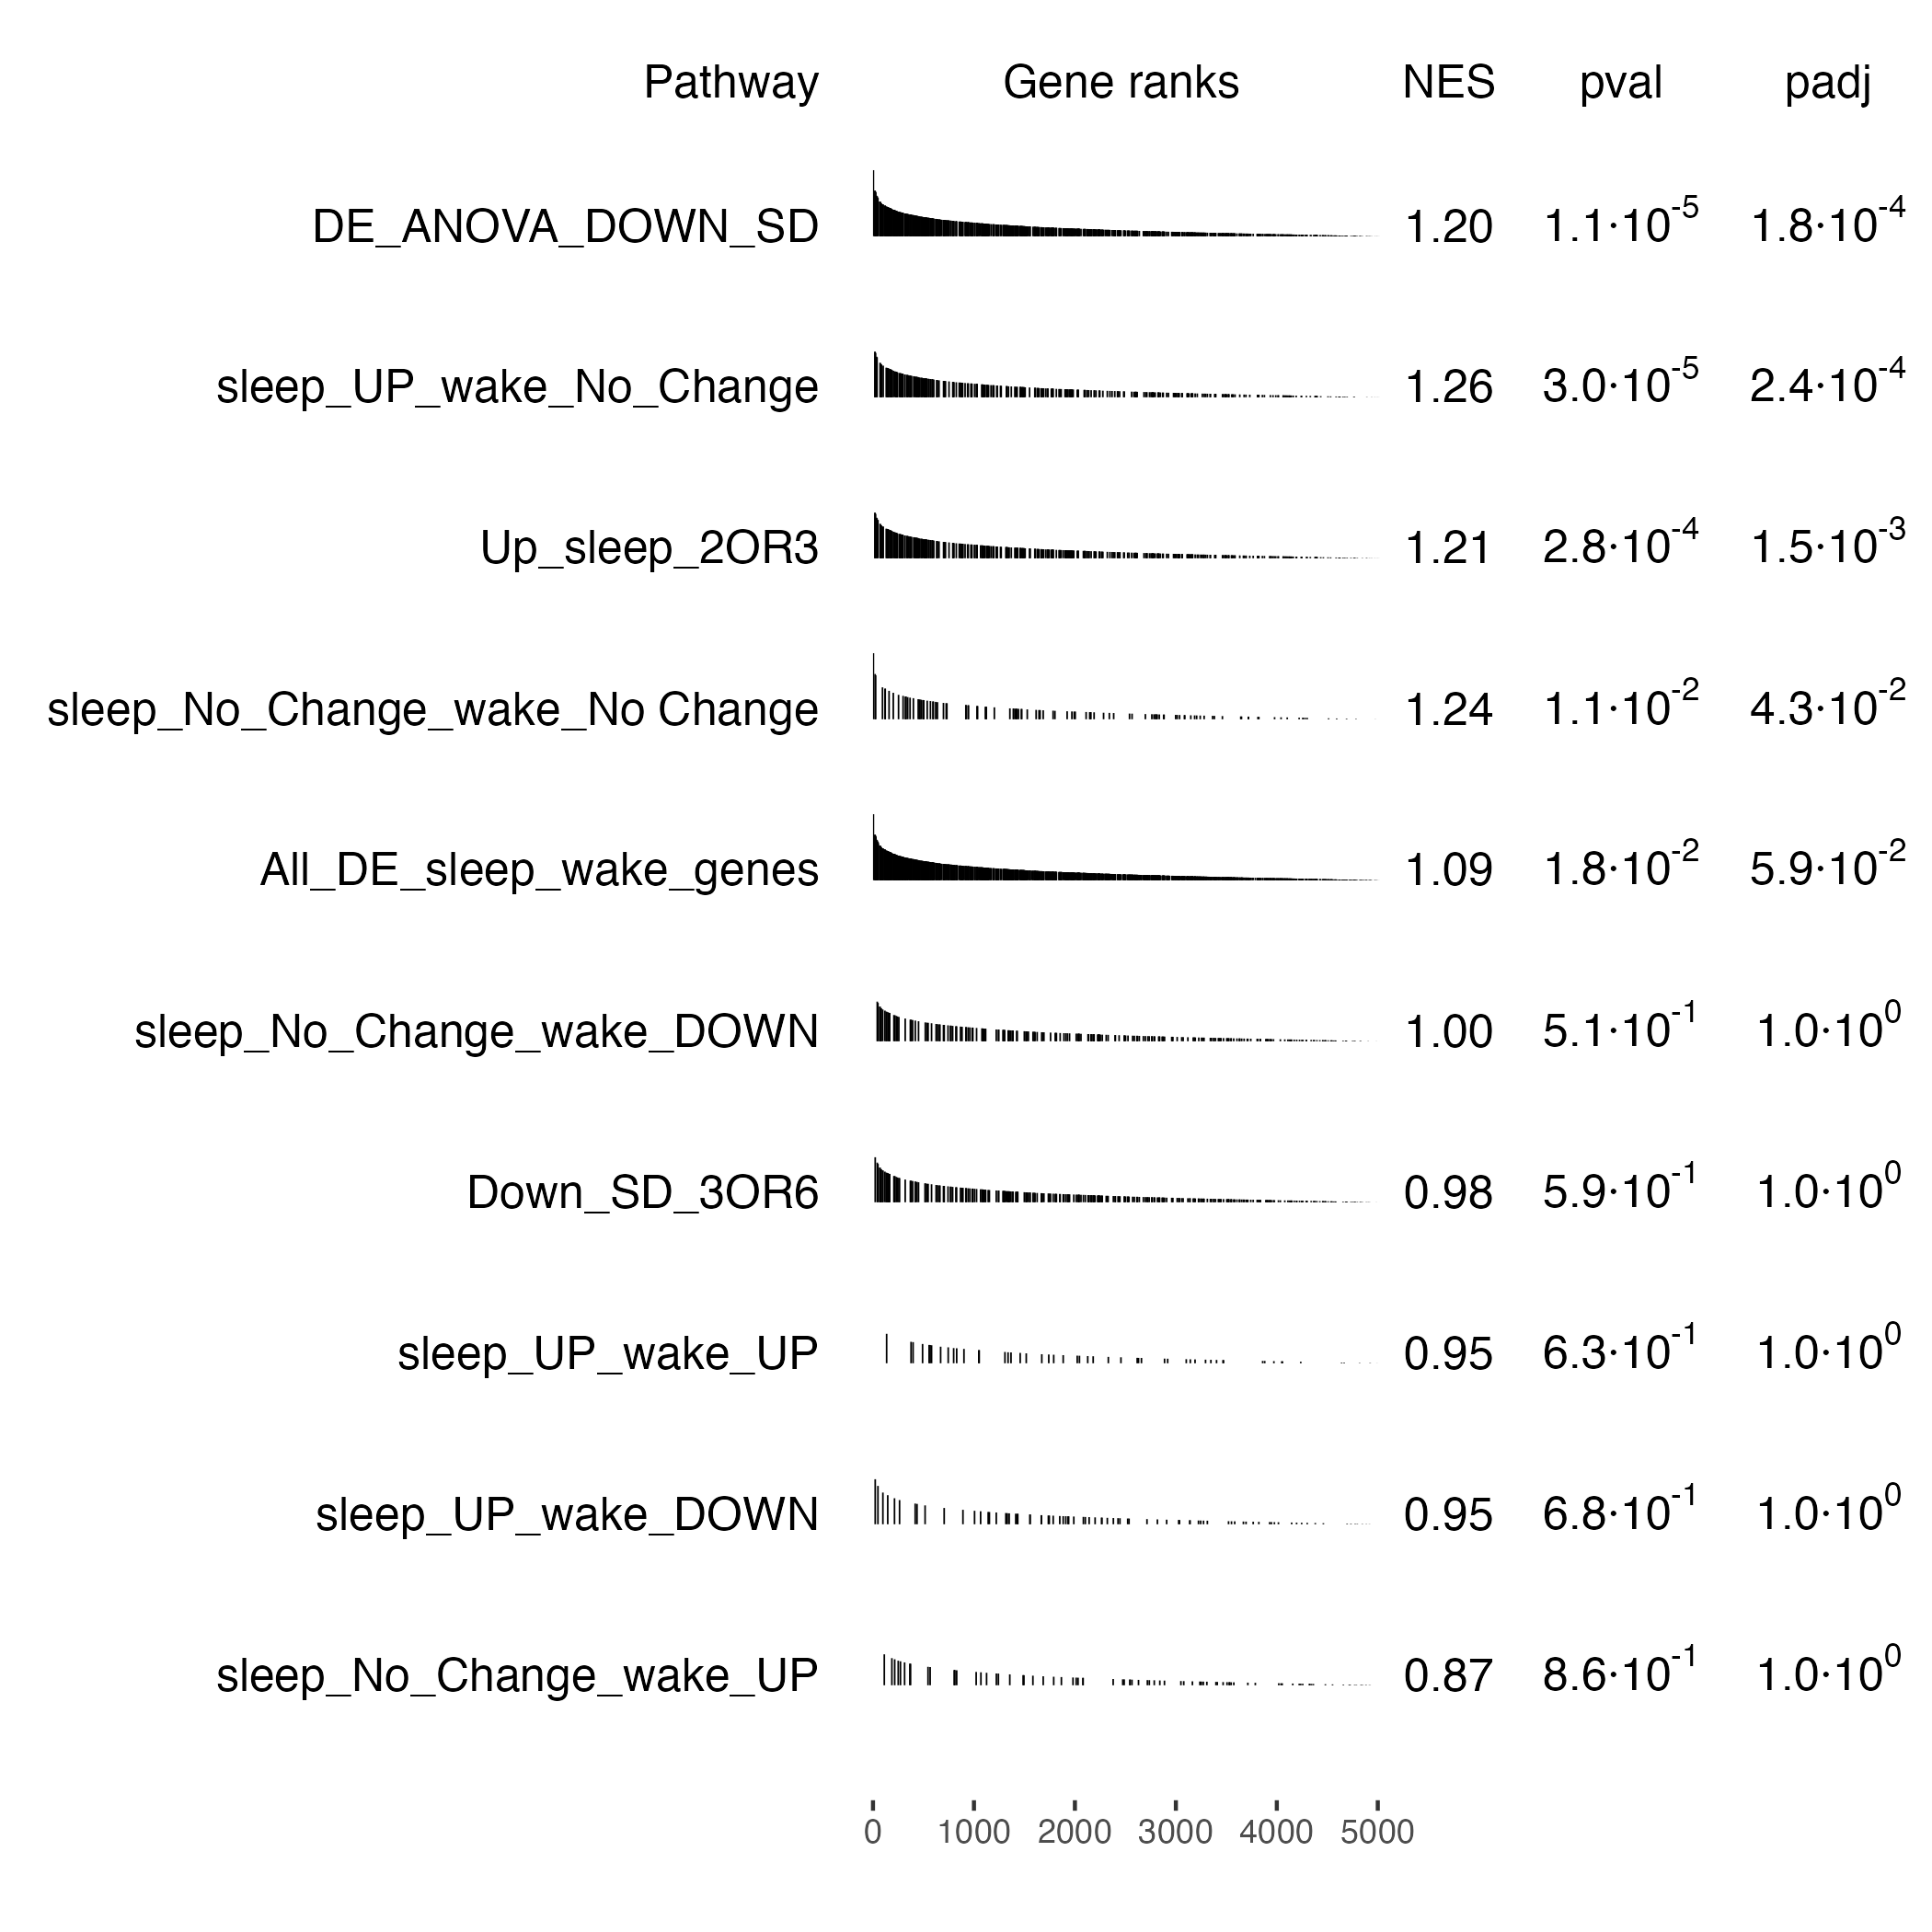 Pathway Gene ranks NES pval padj
DE_ANOVA_DOWN_SD 1.20 1.1·10⁻⁵ 1.8·10⁻⁴
sleep_UP_wake_No_Change 1.26 3.0·10⁻⁵ 2.4·10⁻⁴
Up_sleep_2OR3 1.21 2.8·10⁻⁴ 1.5·10⁻³
sleep_No_Change_wake_No Change 1.24 1.1·10⁻² 4.3·10⁻²
All_DE_sleep_wake_genes 1.09 1.8·10⁻² 5.9·10⁻²
sleep_No_Change_wake_DOWN 1.00 5.1·10⁻¹ 1.0·10⁰
Down_SD_3OR6 0.98 5.9·10⁻¹ 1.0·10⁰
sleep_UP_wake_UP 0.95 6.3·10⁻¹ 1.0·10⁰
sleep_UP_wake_DOWN 0.95 6.8·10⁻¹ 1.0·10⁰
sleep_No_Change_wake_UP 0.87 8.6·10⁻¹ 1.0·10⁰
0 1000 2000 3000 4000 5000